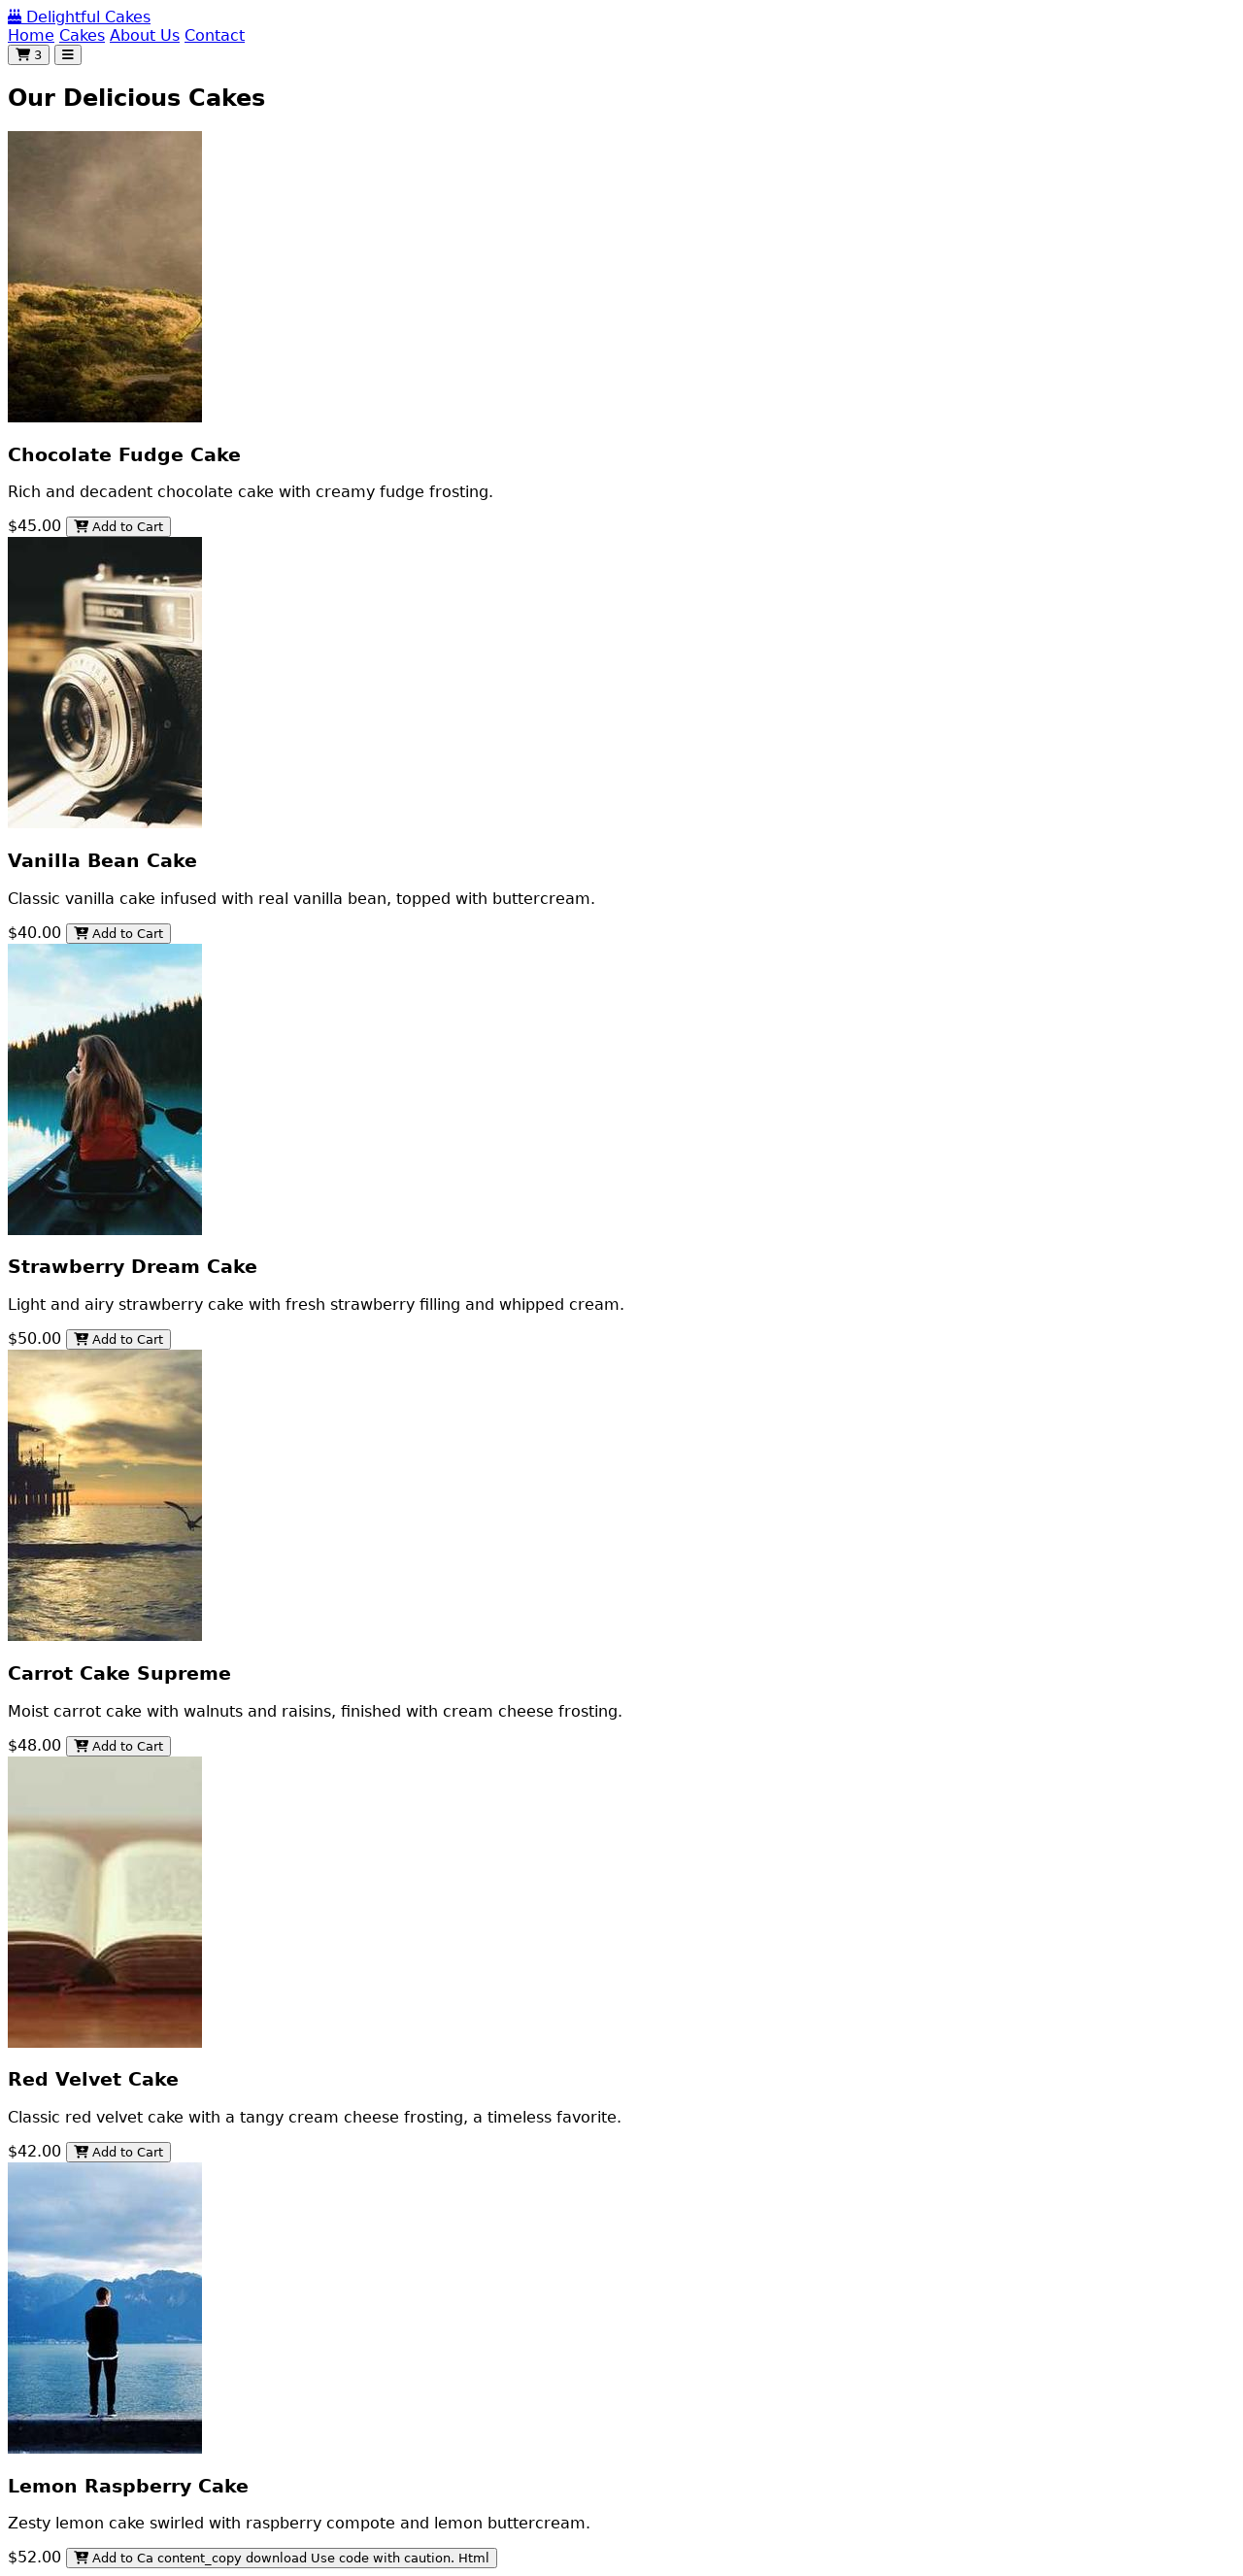 Delightful Cakes
Home Cakes About Us Contact
3
Our Delicious Cakes
Chocolate Fudge Cake
Rich and decadent chocolate cake with creamy fudge frosting.
$45.00 Add to Cart
Vanilla Bean Cake
Classic vanilla cake infused with real vanilla bean, topped with buttercream.
$40.00 Add to Cart
Strawberry Dream Cake
Light and airy strawberry cake with fresh strawberry filling and whipped cream.
$50.00 Add to Cart
Carrot Cake Supreme
Moist carrot cake with walnuts and raisins, finished with cream cheese frosting.
$48.00 Add to Cart
Red Velvet Cake
Classic red velvet cake with a tangy cream cheese frosting, a timeless favorite.
$42.00 Add to Cart
Lemon Raspberry Cake
Zesty lemon cake swirled with raspberry compote and lemon buttercream.
$52.00 Add to Ca content_copy download Use code with caution. Html